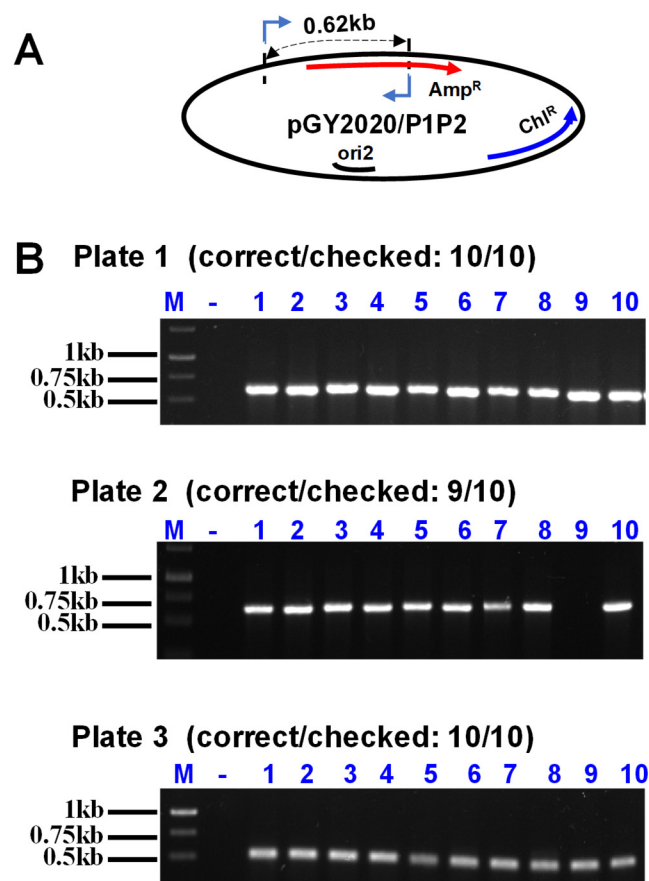 A
0.62kb
Amp^R
pGY2020/P1P2
Chl^R
ori2
B
Plate 1 (correct/checked: 10/10)
M - 1 2 3 4 5 6 7 8 9 10
1kb
0.75kb
0.5kb
Plate 2 (correct/checked: 9/10)
M - 1 2 3 4 5 6 7 8 9 10
1kb
0.75kb
0.5kb
Plate 3 (correct/checked: 10/10)
M - 1 2 3 4 5 6 7 8 9 10
1kb
0.75kb
0.5kb